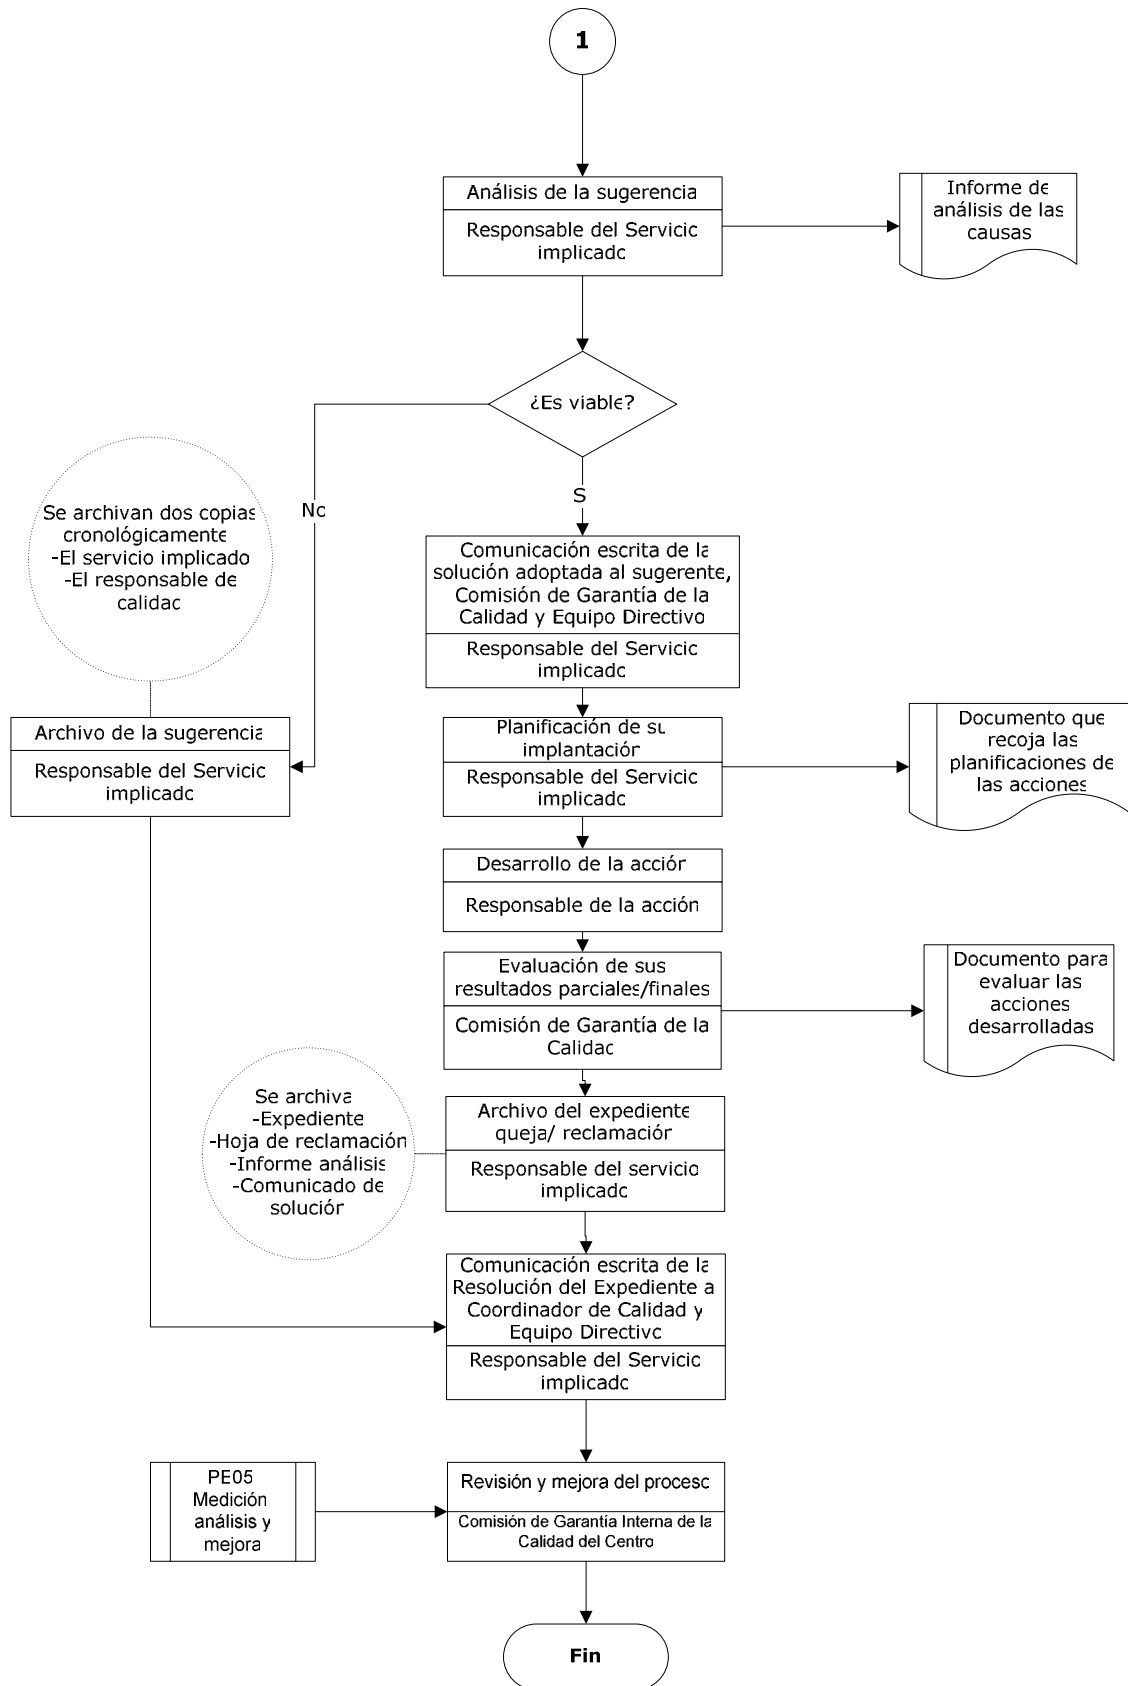 1
Análisis de la sugerencia
Responsable del Servicio
implicado
Informe de
análisis de las
causas
¿Es viable?
No
S
Se archivan dos copias
cronológicamente
-El servicio implicado
-El responsable de
calidad
Comunicación escrita de la
solución adoptada al sugerente,
Comisión de Garantía de la
Calidad y Equipo Directivo
Responsable del Servicio
implicado
Archivo de la sugerencia
Responsable del Servicio
implicado
Planificación de su
implantación
Responsable del Servicio
implicado
Documento que
recoja las
planificaciones de
las acciones
Desarrollo de la acción
Responsable de la acción
Evaluación de sus
resultados parciales/finales
Comisión de Garantía de la
Calidad
Documento para
evaluar las
acciones
desarrolladas
Se archiva
-Expediente
-Hoja de reclamación
-Informe análisis
-Comunicado de
solución
Archivo del expediente
queja/ reclamación
Responsable del servicio
implicado
Comunicación escrita de la
Resolución del Expediente a
Coordinador de Calidad y
Equipo Directivo
Responsable del Servicio
implicado
PE05
Medición
análisis y
mejora
Revisión y mejora del proceso
Comisión de Garantía Interna de la
Calidad del Centro
Fin